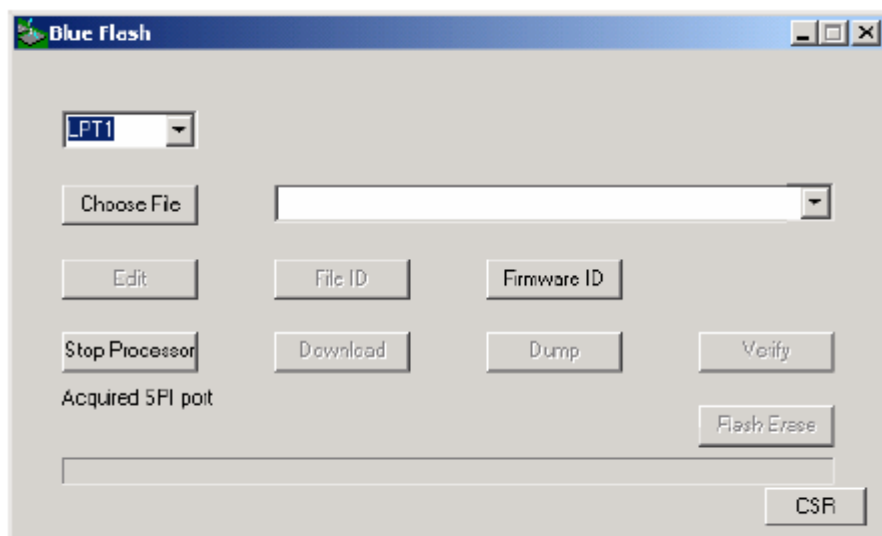 Blue Flash
LPT1
Choose File
Edit File ID Firmware ID
Stop Processor Download Dump Verify
Acquired SPI port
Flash Erase
CSR